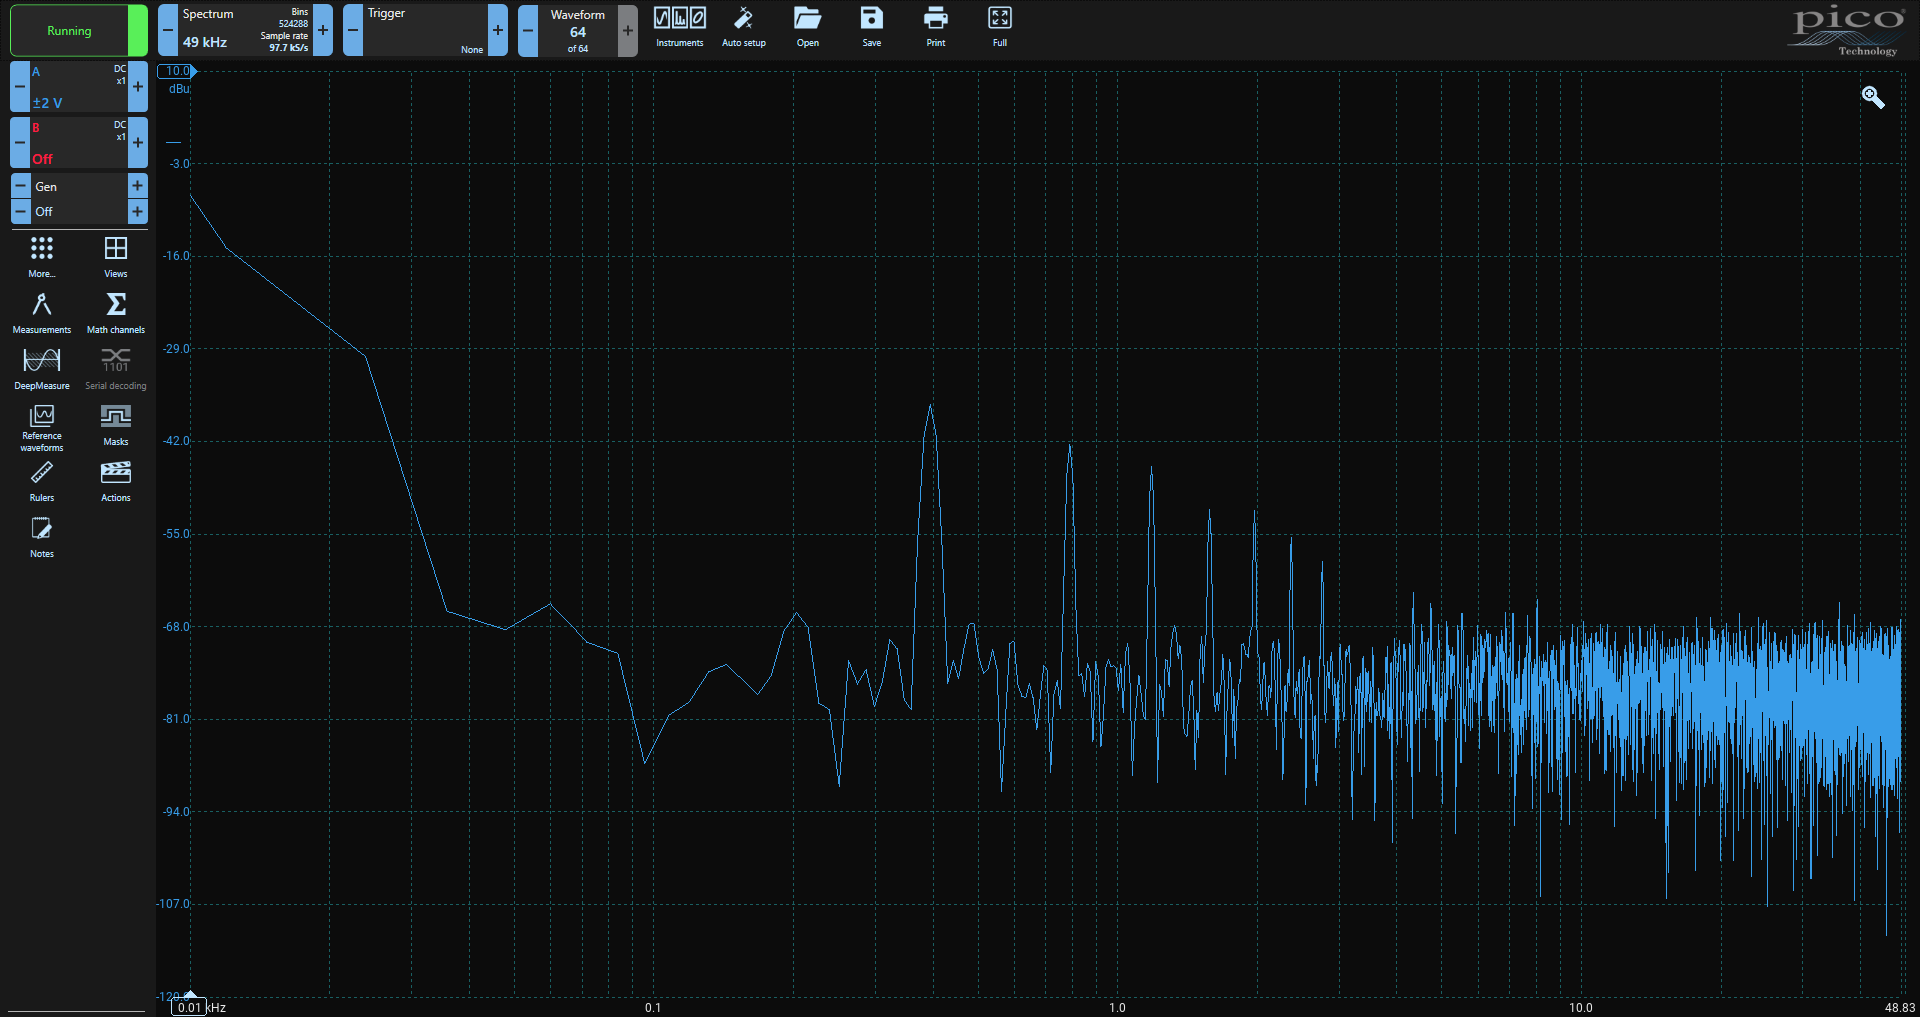 Running
Spectrum
49 kHz
Bins
524288
Sample rate
97.7 kS/s
Trigger
None
Waveform
64
of 64
Instruments
Auto setup
Open
Save
Print
Full
pico
Technology
A
DC
x1
±2 V
B
DC
x1
Off
Gen
Off
More...
Views
Measurements
Math channels
DeepMeasure
1101
Serial decoding
Reference
waveforms
Masks
Rulers
Actions
Notes
10.0
dBu
-3.0
-16.0
-29.0
-42.0
-55.0
-68.0
-81.0
-94.0
-107.0
-120.0
0.01 kHz
0.1
1.0
10.0
48.83